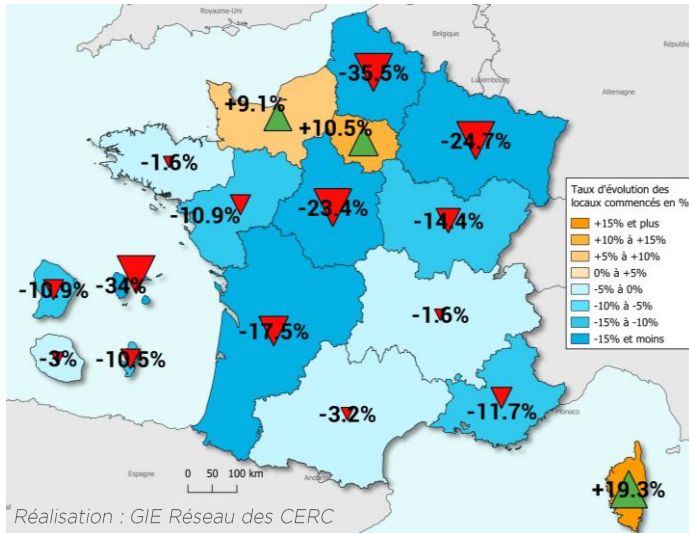 Royaume-Uni
Belgique
Luxembourg
Allemagne
-35.5%
+9.1%
+10.5%
-24.7%
-1.6%
-10.9%
-23.4%
-14.4%
-10.9%
-34%
-17.5%
-1.6%
-3%
-10.5%
-3.2%
-11.7%
Monaco
+19.3%
Espagne
0 50 100 km
Taux d'évolution des
locaux commencés en %
+15% et plus
+10% à +15%
+5% à +10%
0% à +5%
-5% à 0%
-10% à -5%
-15% à -10%
-15% et moins
Réalisation : GIE Réseau des CERC